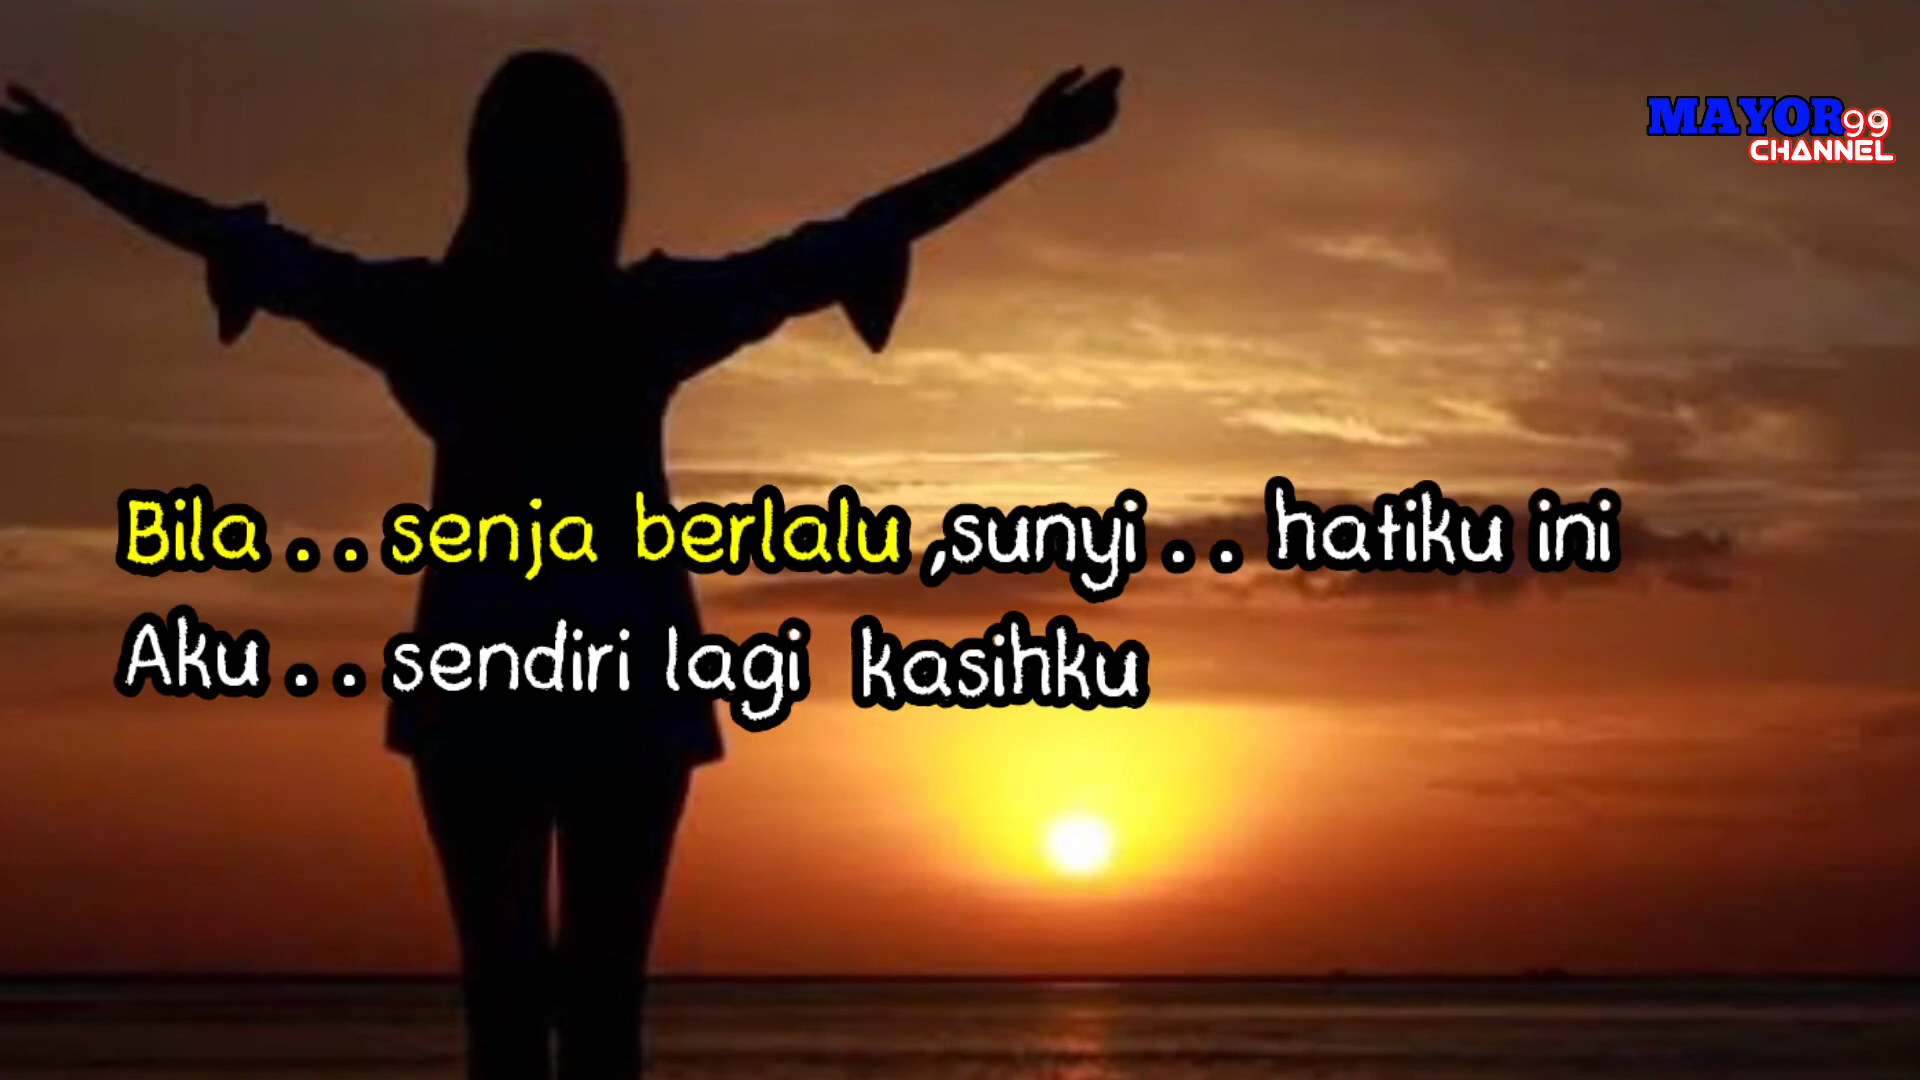 MAYOR99
CHANNEL
Bila . . senja berlalu ,sunyi . . hatiku ini
Aku . . sendiri lagi kasihku